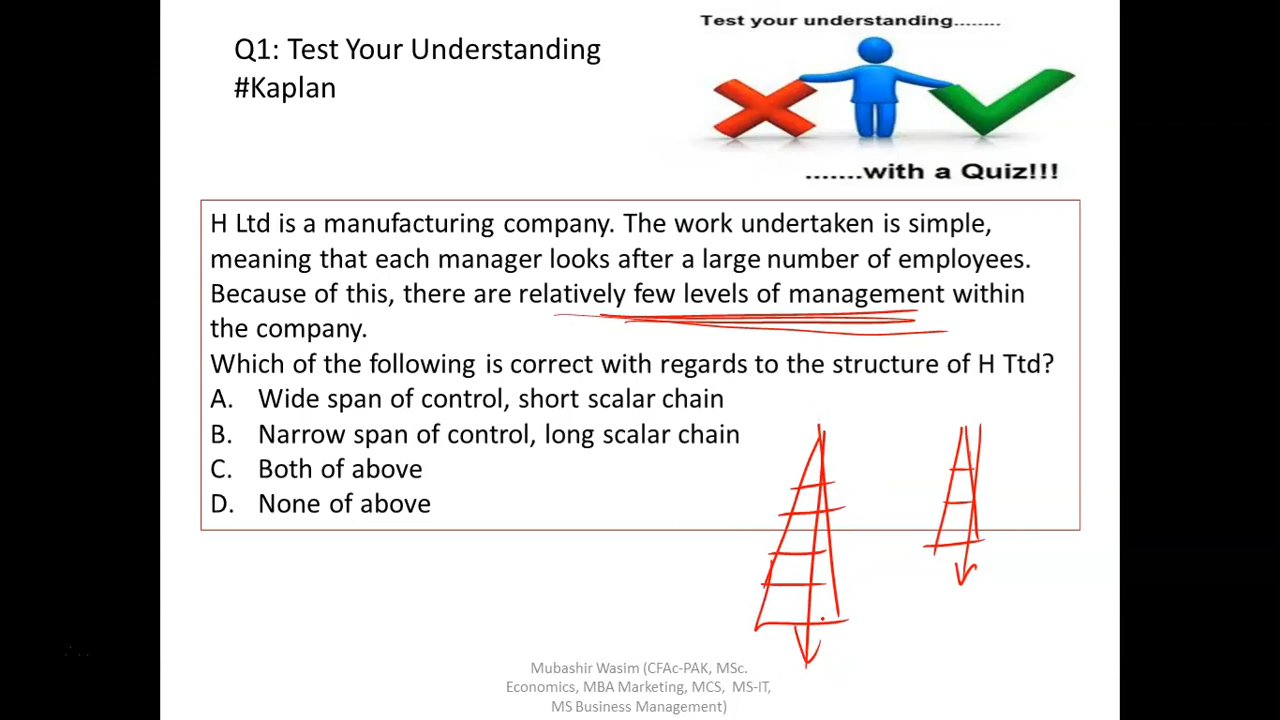 Test your understanding........
Q1: Test Your Understanding
#Kaplan
.......with a Quiz!!!
H Ltd is a manufacturing company. The work undertaken is simple,
meaning that each manager looks after a large number of employees.
Because of this, there are relatively few levels of management within
the company.
Which of the following is correct with regards to the structure of H Ttd?
A. Wide span of control, short scalar chain
B. Narrow span of control, long scalar chain
C. Both of above
D. None of above
Mubashir Wasim (CFAc-PAK, MSc.
Economics, MBA Marketing, MCS, MS-IT,
MS Business Management)